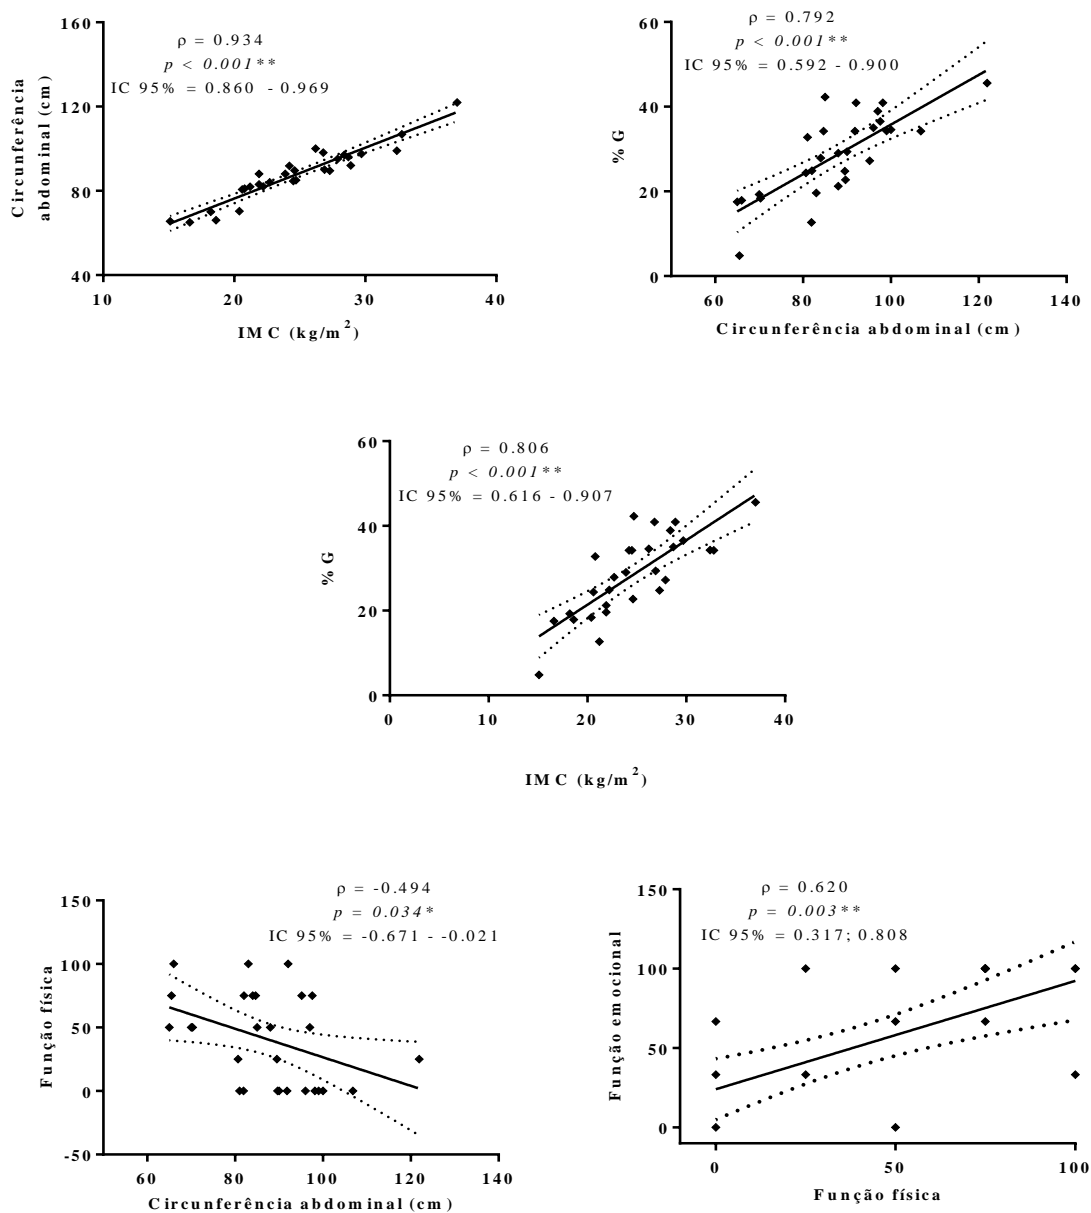 ρ = 0.934
p < 0.001**
IC 95% = 0.860 - 0.969
Circunferência
abdominal (cm)
160
120
80
40
10 20 30 40
IMC (kg/m²)
ρ = 0.792
p < 0.001**
IC 95% = 0.592 - 0.900
%G
60
40
20
0
60 80 100 120 140
Circunferência abdominal (cm)
ρ = 0.806
p < 0.001**
IC 95% = 0.616 - 0.907
%G
60
40
20
0
0 10 20 30 40
IMC (kg/m²)
ρ = -0.494
p = 0.034*
IC 95% = -0.671 - -0.021
Função física
150
100
50
0
-50
60 80 100 120 140
Circunferência abdominal (cm)
ρ = 0.620
p = 0.003**
IC 95% = 0.317; 0.808
Função emocional
150
100
50
0
0 50 100
Função física